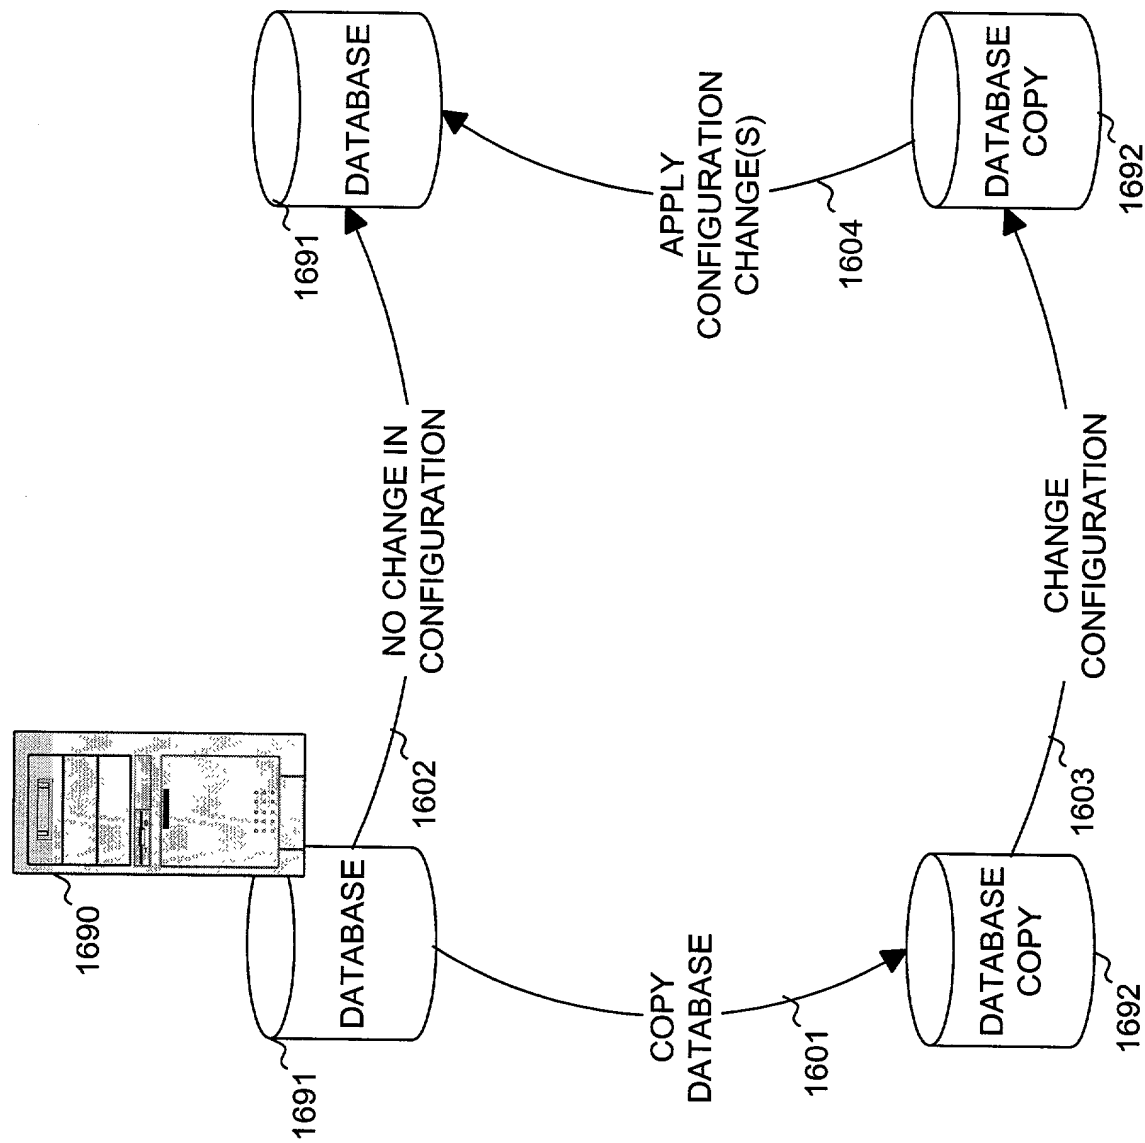 1690
1691
DATABASE
1602
NO CHANGE IN
CONFIGURATION
1691
DATABASE
COPY
DATABASE
1601
APPLY
CONFIGURATION
CHANGE(S)
1604
DATABASE
COPY
1692
1603
CHANGE
CONFIGURATION
DATABASE
COPY
1692